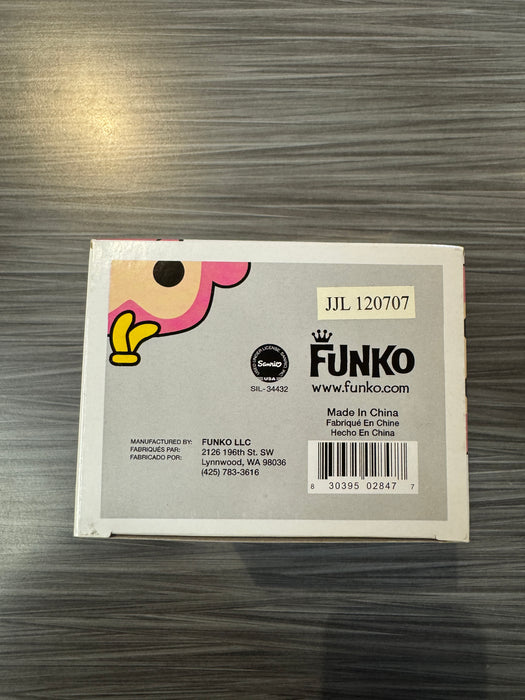 JJL 120707
FUNKO
www.funko.com
Sanrio
USA
SIL-34432
Made In China
Fabriqué En Chine
Hecho En China
MANUFACTURED BY:
FABRIQUÉS PAR:
FABRICADO POR:
FUNKO LLC
2126 196th St. SW
Lynnwood, WA 98036
(425) 783-3616
8 30395 02847 7